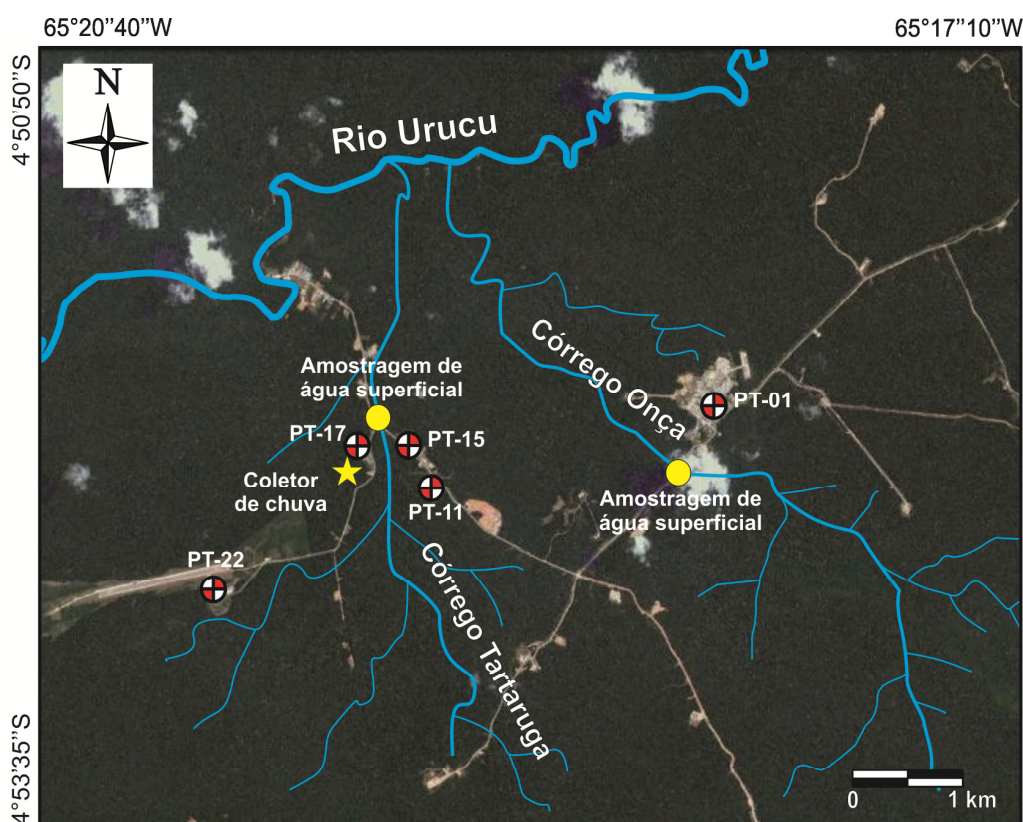 65°20'40''W
65°17'10''W
4°50'50''S
N
Rio Urucu
Córrego Onça
Amostragem de
água superficial
PT-01
PT-17
PT-15
Coletor
de chuva
PT-11
Amostragem de
água superficial
PT-22
Córrego Tartaruga
4°53'35''S
0
1 km